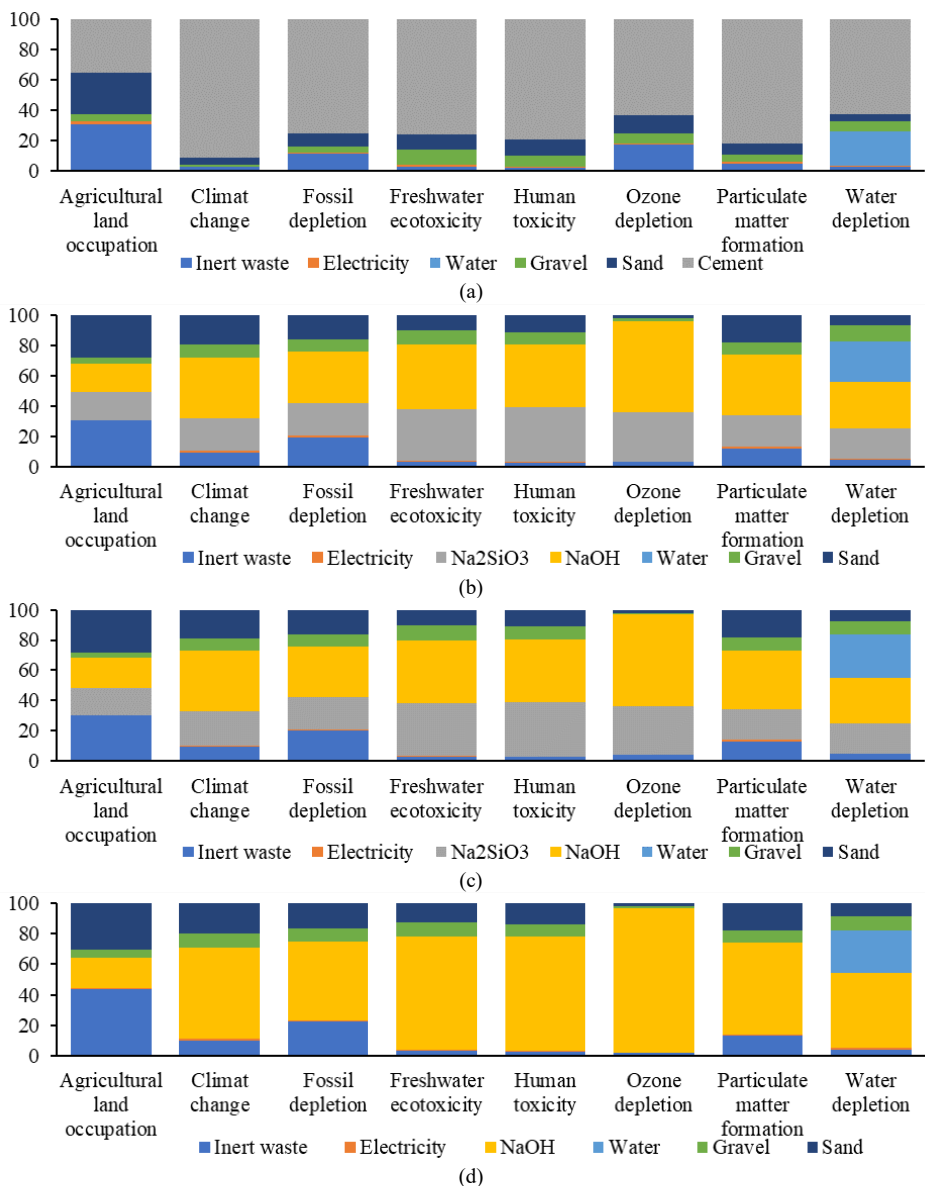 100
80
60
40
20
0
Agricultural land occupation
Climat change
Fossil depletion
Freshwater ecotoxicity
Human toxicity
Ozone depletion
Particulate matter formation
Water depletion
Inert waste Electricity Water Gravel Sand Cement
(a)
100
80
60
40
20
0
Agricultural land occupation
Climat change
Fossil depletion
Freshwater ecotoxicity
Human toxicity
Ozone depletion
Particulate matter formation
Water depletion
Inert waste Electricity Na2SiO3 NaOH Water Gravel Sand
(b)
100
80
60
40
20
0
Agricultural land occupation
Climat change
Fossil depletion
Freshwater ecotoxicity
Human toxicity
Ozone depletion
Particulate matter formation
Water depletion
Inert waste Electricity Na2SiO3 NaOH Water Gravel Sand
(c)
100
80
60
40
20
0
Agricultural land occupation
Climat change
Fossil depletion
Freshwater ecotoxicity
Human toxicity
Ozone depletion
Particulate matter formation
Water depletion
Inert waste Electricity NaOH Water Gravel Sand
(d)